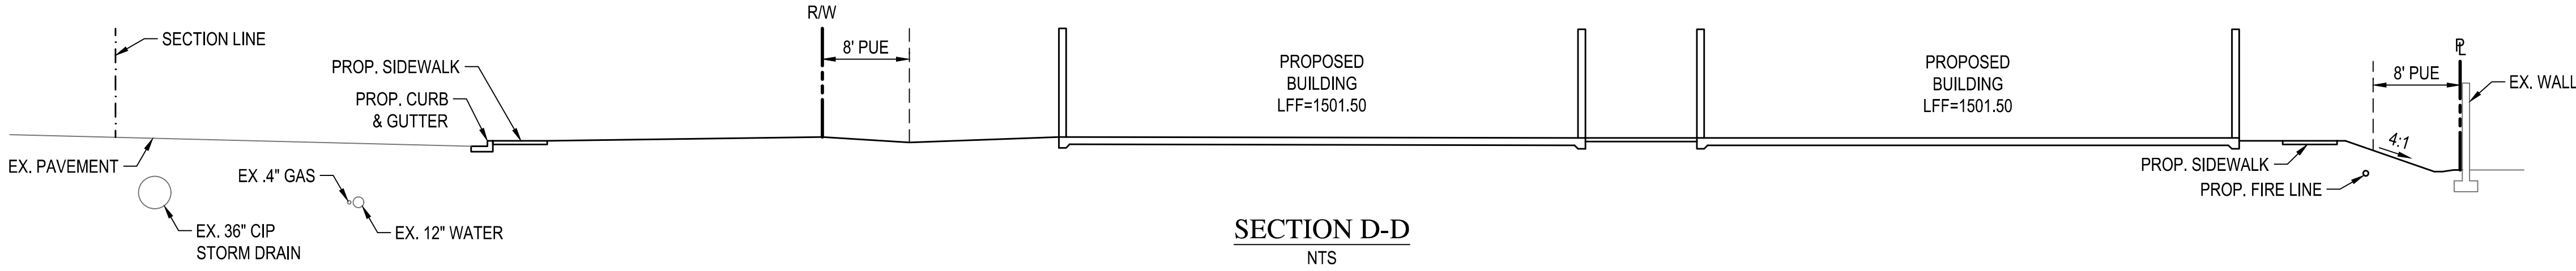 SECTION LINE
PROP. SIDEWALK
PROP. CURB
& GUTTER
EX. PAVEMENT
EX .4" GAS
EX. 36" CIP
STORM DRAIN
EX. 12" WATER
R/W
8' PUE
PROPOSED
BUILDING
LFF=1501.50
PROPOSED
BUILDING
LFF=1501.50
PL
8' PUE
EX. WALL
4:1
PROP. SIDEWALK
PROP. FIRE LINE
SECTION D-D
NTS